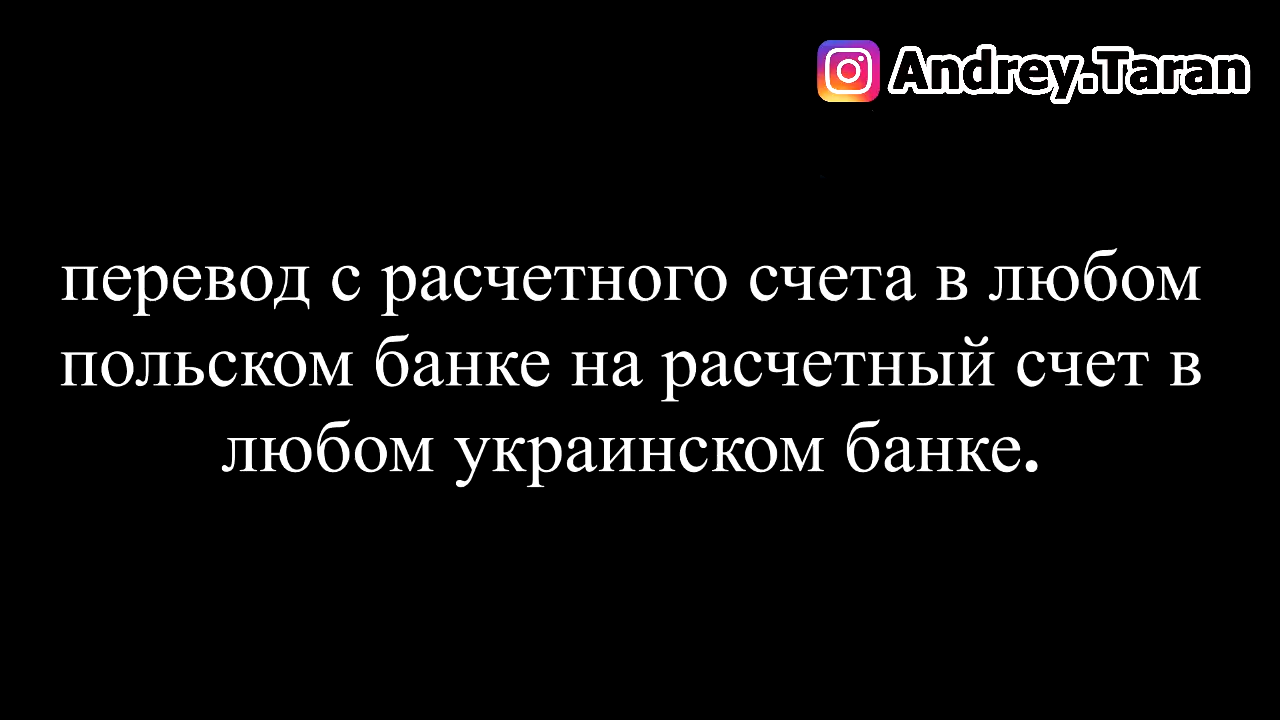 Andrey.Taran
перевод с расчетного счета в любом
польском банке на расчетный счет в
любом украинском банке.